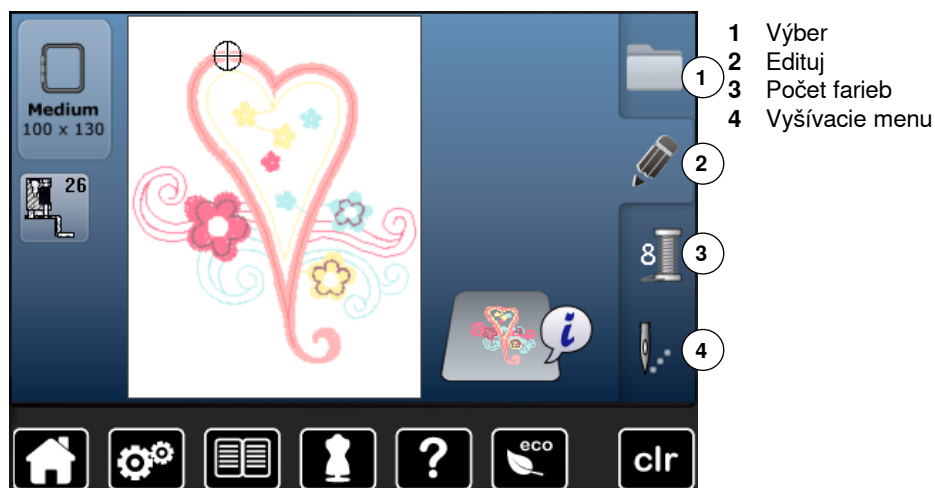 Medium
100 x 130
26
8
1
2
3
4
i
?
eco
clr
1 Výber
2 Edituj
3 Počet farieb
4 Vyšívacie menu